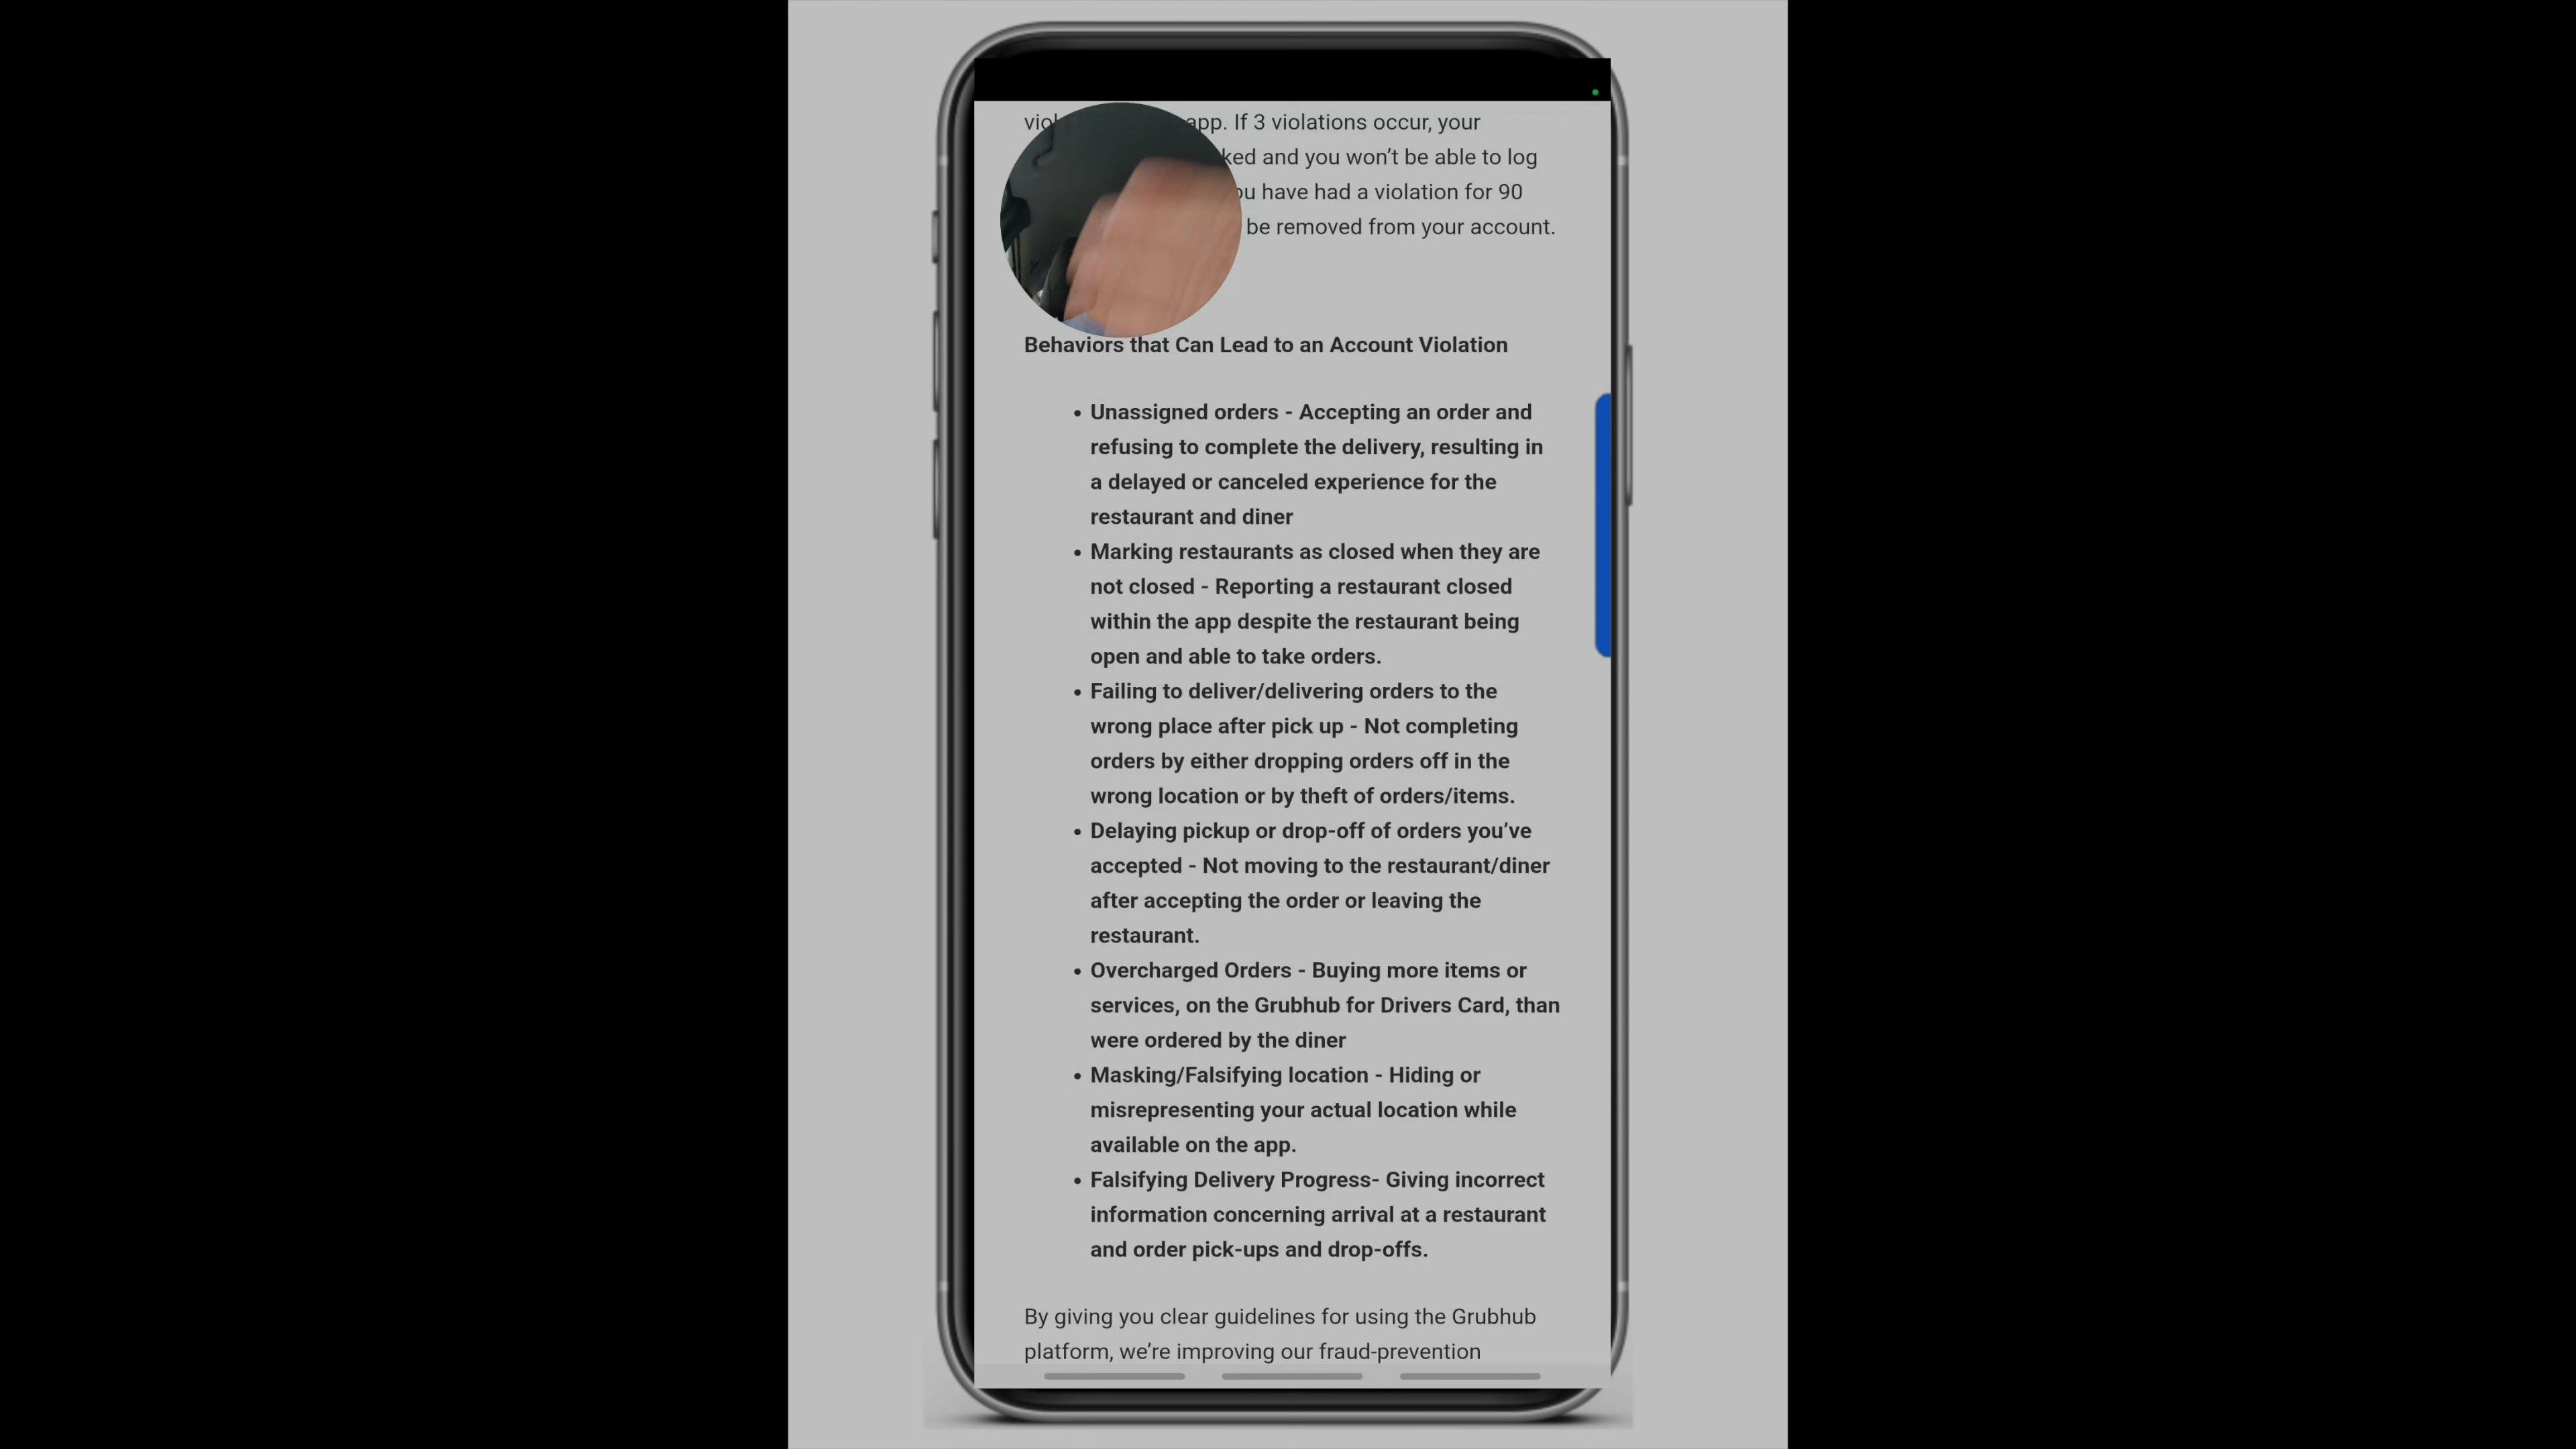 app. If 3 violations occur, your
and you won’t be able to log
have had a violation for 90
be removed from your account.
Behaviors that Can Lead to an Account Violation
• Unassigned orders - Accepting an order and
refusing to complete the delivery, resulting in
a delayed or canceled experience for the
restaurant and diner
• Marking restaurants as closed when they are
not closed - Reporting a restaurant closed
within the app despite the restaurant being
open and able to take orders.
• Failing to deliver/delivering orders to the
wrong place after pick up - Not completing
orders by either dropping orders off in the
wrong location or by theft of orders/items.
• Delaying pickup or drop-off of orders you’ve
accepted - Not moving to the restaurant/diner
after accepting the order or leaving the
restaurant.
• Overcharged Orders - Buying more items or
services, on the Grubhub for Drivers Card, than
were ordered by the diner
• Masking/Falsifying location - Hiding or
misrepresenting your actual location while
available on the app.
• Falsifying Delivery Progress- Giving incorrect
information concerning arrival at a restaurant
and order pick-ups and drop-offs.
By giving you clear guidelines for using the Grubhub
platform, we’re improving our fraud-prevention